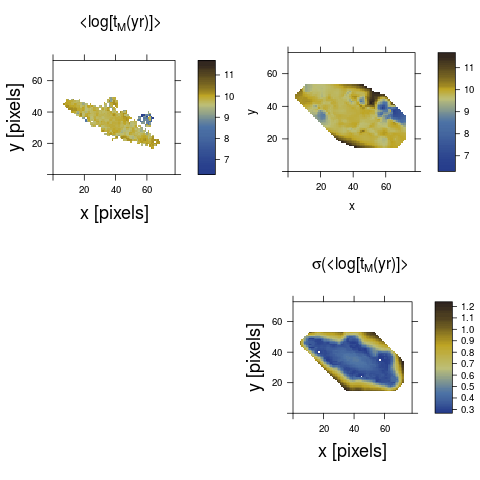 <log[t_M(yr)]>
y [pixels]
60
40
20
20 40 60
x [pixels]
11
10
9
8
7
y
60
40
20
20 40 60
x
11
10
9
8
7
σ(<log[t_M(yr)]>
y [pixels]
60
40
20
20 40 60
x [pixels]
1.2
1.1
1.0
0.9
0.8
0.7
0.6
0.5
0.4
0.3